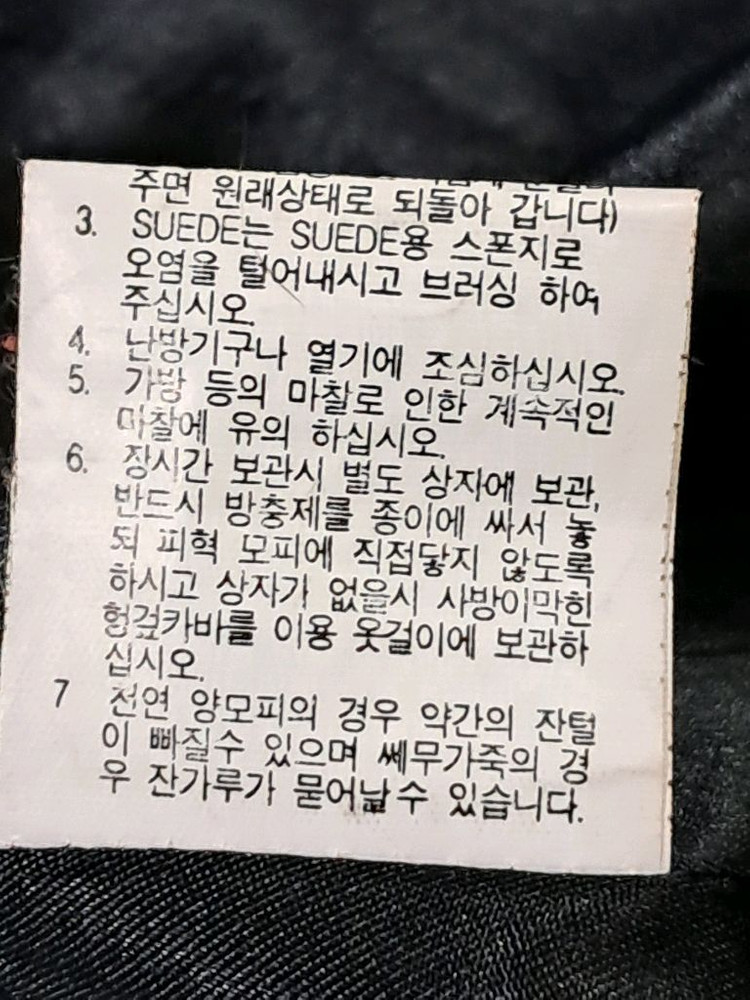 주면 원래상태로 되돌아 갑니다)
3. SUEDE는 SUEDE용 스폰지로
오염을 털어내시고 브러싱 하여
주십시오.
4. 난방기구나 열기에 조심하십시오.
5. 가방 등의 마찰로 인한 계속적인
마찰에 유의 하십시오.
6. 장시간 보관시 별도 상자에 보관,
반드시 방충제를 종이에 싸서 놓
되 피혁 모피에 직접닿지 않도록
하시고 상자가 없을시 사방이막힌
헝겊카바를 이용 옷걸이에 보관하
십시오.
7 천연 양모피의 경우 약간의 잔털
이 빠질수 있으며 쎄무가죽의 경
우 잔가루가 묻어날수 있습니다.